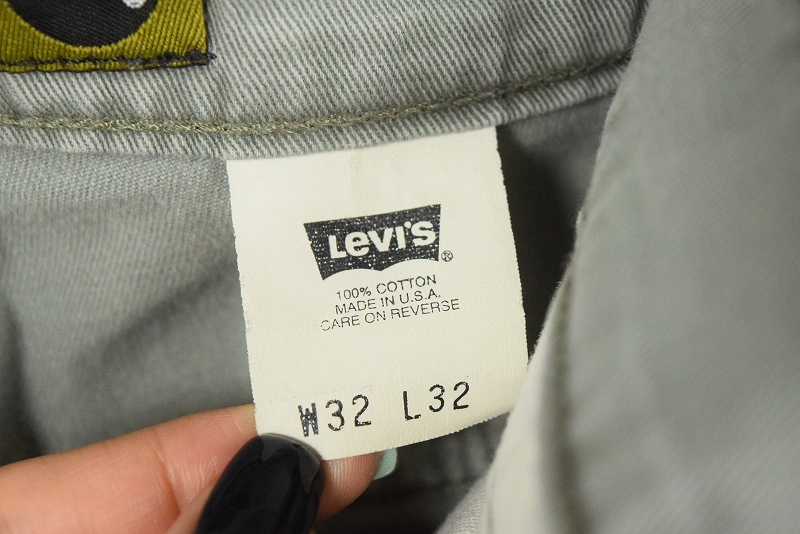 Levi's®
100% COTTON
MADE IN U.S.A.
CARE ON REVERSE
W32 L32